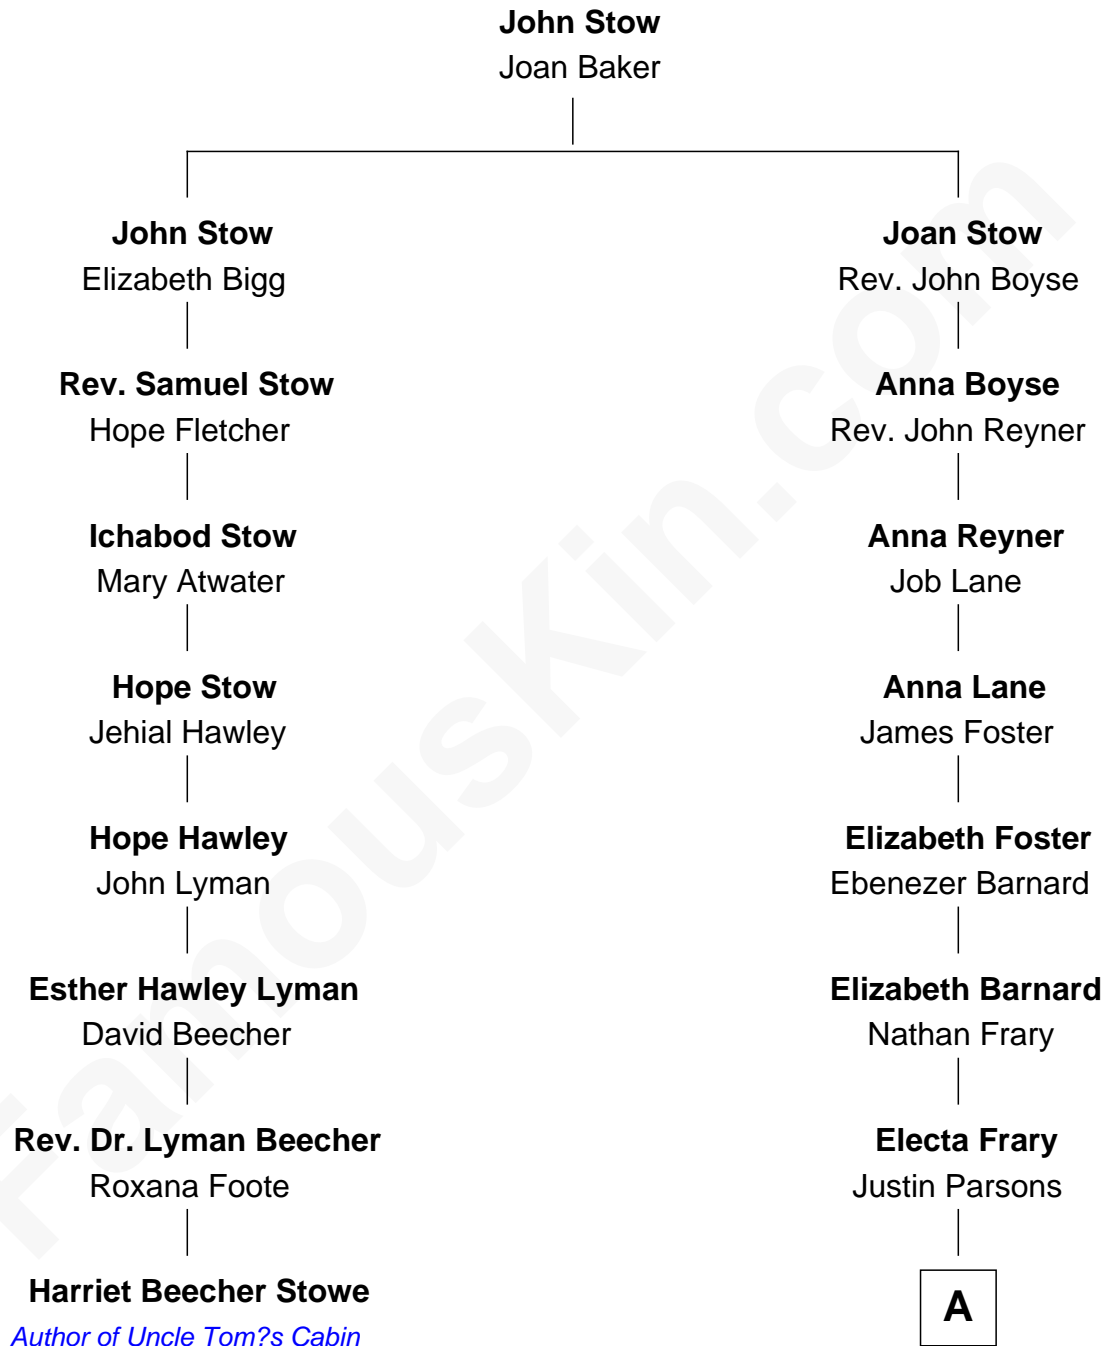 John Stow
Joan Baker
John Stow
Elizabeth Bigg
Rev. Samuel Stow
Hope Fletcher
Ichabod Stow
Mary Atwater
Hope Stow
Jehial Hawley
Hope Hawley
John Lyman
Esther Hawley Lyman
David Beecher
Rev. Dr. Lyman Beecher
Roxana Foote
Harriet Beecher Stowe
Author of Uncle Tom?s Cabin
Joan Stow
Rev. John Boyse
Anna Boyse
Rev. John Reyner
Anna Reyner
Job Lane
Anna Lane
James Foster
Elizabeth Foster
Ebenezer Barnard
Elizabeth Barnard
Nathan Frary
Electa Frary
Justin Parsons
A
FamousKin.com